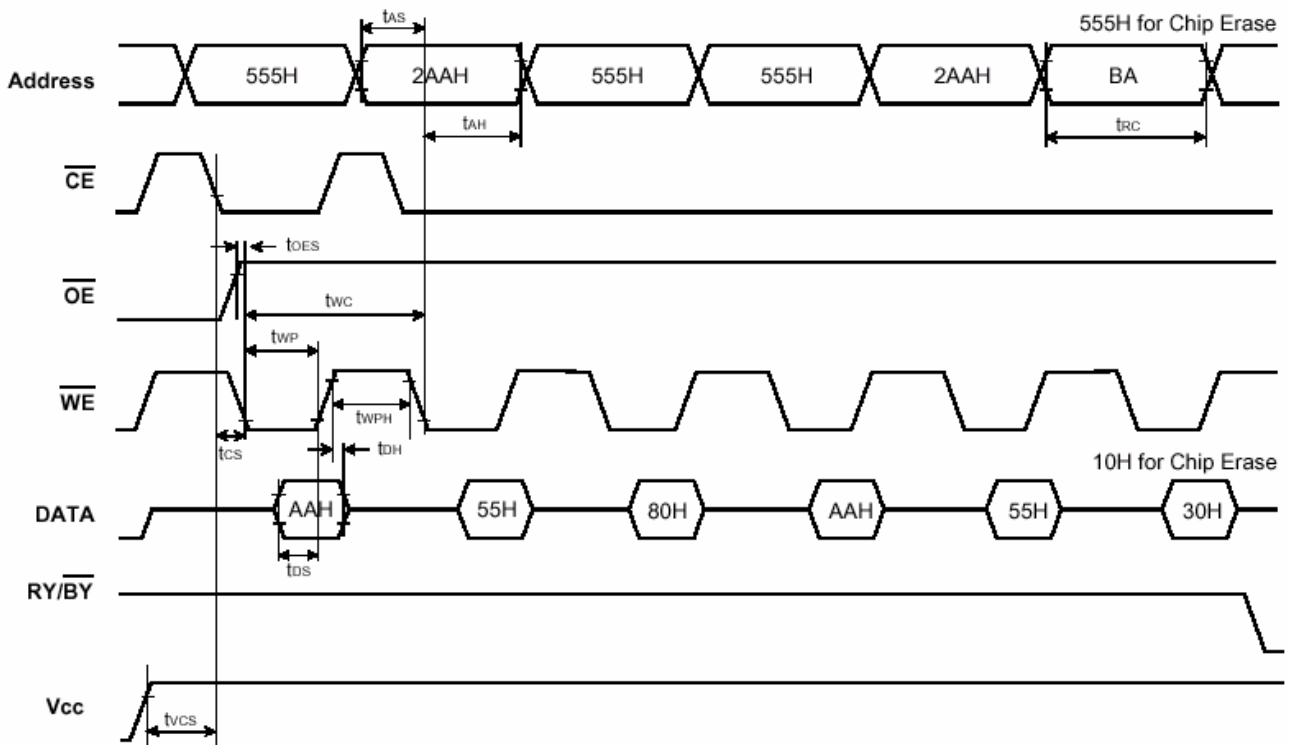 tAS
555H for Chip Erase
Address 555H 2AAH 555H 555H 2AAH BA
tAH tRC
CE
tOES
OE
tWC
tWP
WE
tWPH
tCS tDH
10H for Chip Erase
DATA AAH 55H 80H AAH 55H 30H
tDS
RY/BY
Vcc
tVCS